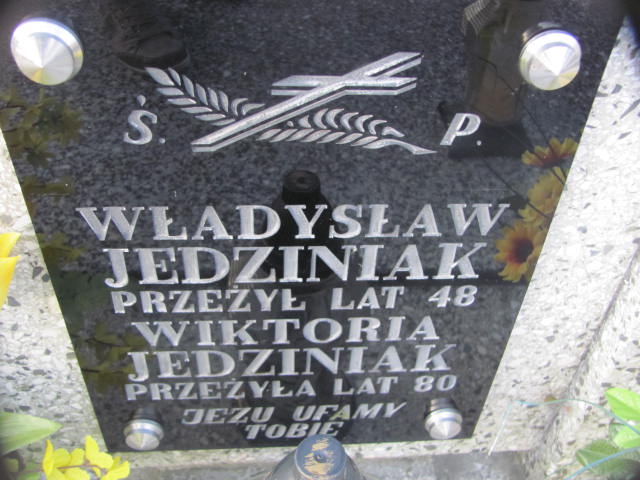 Ś. P.
WŁADYSŁAW
JEDZINIAK
PRZEŻYŁ LAT 48
WIKTORIA
JEDZINIAK
PRZEŻYŁA LAT 80
JEZU UFAMY
TOBIE